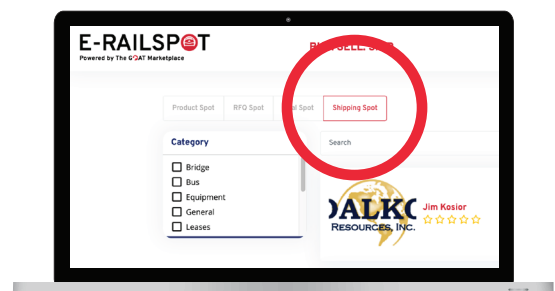 E-RAILSPOT
Powered by The GOAT Marketplace
Product Spot
RFQ Spot
Spot
Shipping Spot
Category
Search
Bridge
Bus
Equipment
General
Leases
Jim Kosior
RESOURCES, INC.